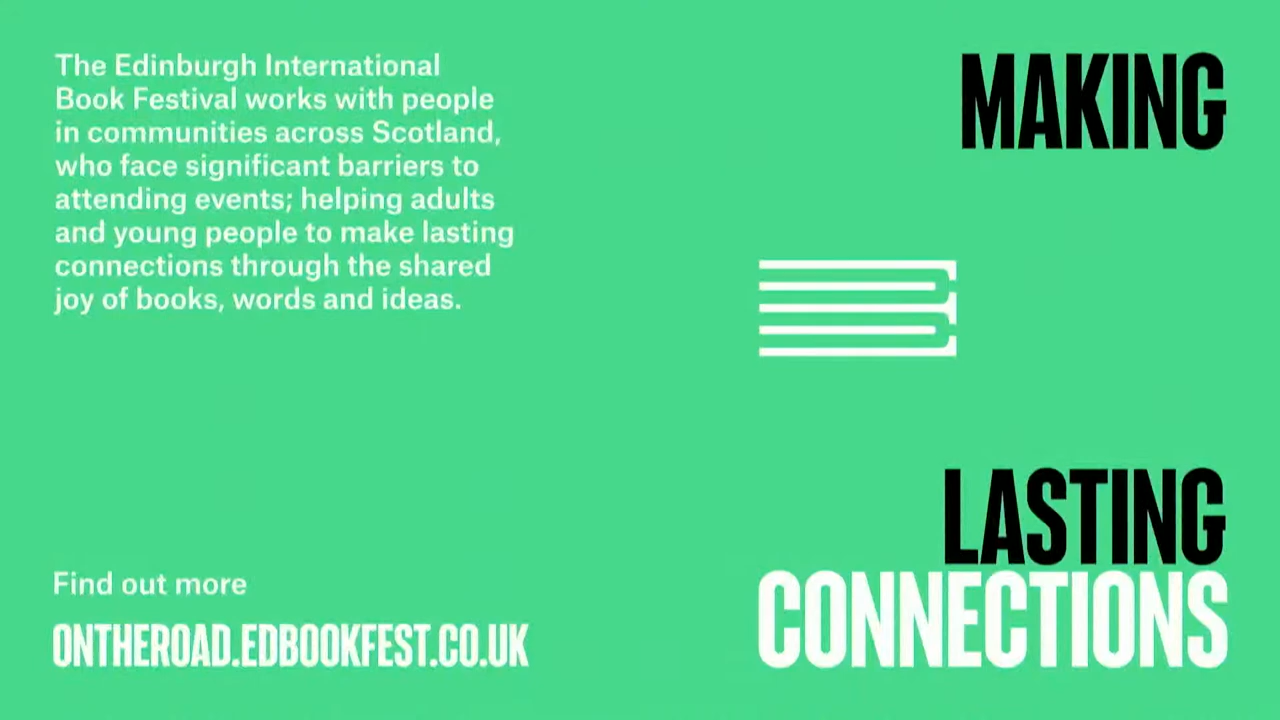 The Edinburgh International
Book Festival works with people
in communities across Scotland,
who face significant barriers to
attending events; helping adults
and young people to make lasting
connections through the shared
joy of books, words and ideas.
Find out more
ONTHEROAD.EDBOOKFEST.CO.UK
MAKING
LASTING
CONNECTIONS